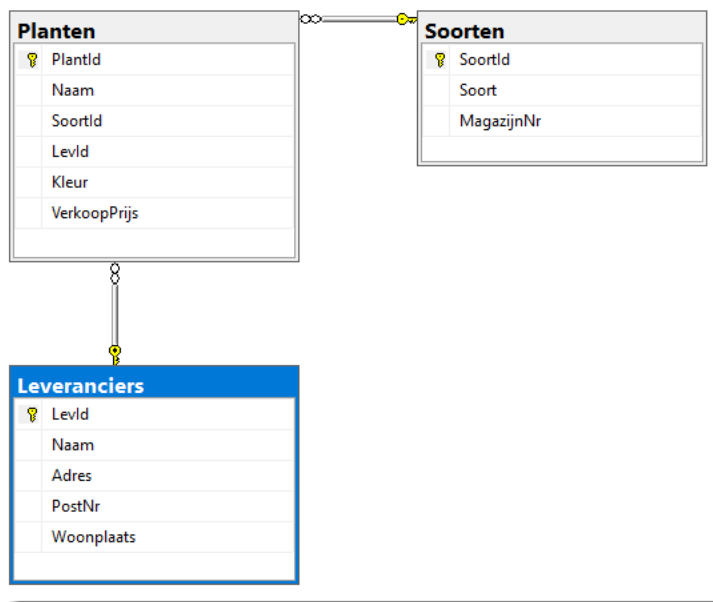 Planten
PlantId
Naam
SoortId
LevId
Kleur
VerkoopPrijs
Soorten
SoortId
Soort
MagazijnNr
Leveranciers
LevId
Naam
Adres
PostNr
Woonplaats